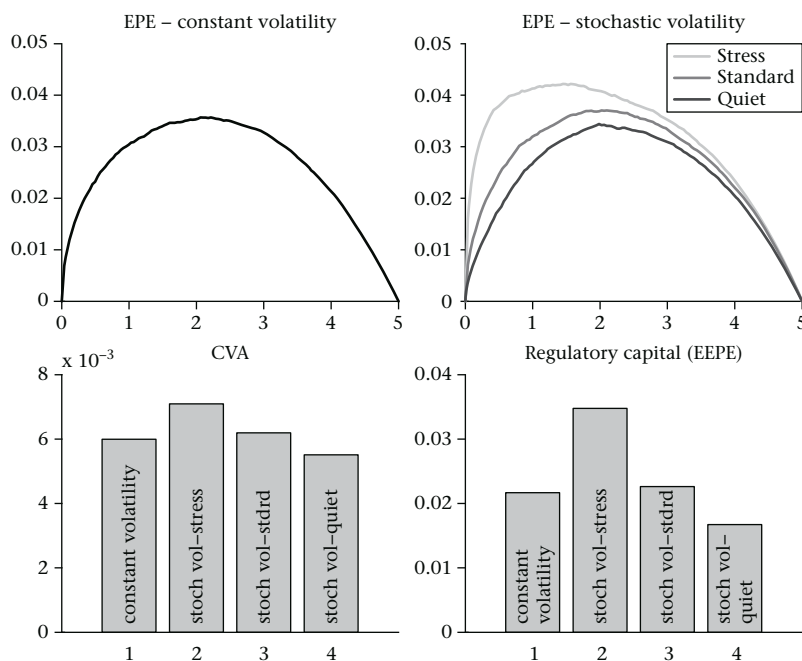 EPE – constant volatility
0.05
0.04
0.03
0.02
0.01
0
0
1
2
3
4
5
EPE – stochastic volatility
Stress
Standard
Quiet
0.05
0.04
0.03
0.02
0.01
0
0
1
2
3
4
5
CVA
x 10⁻³
8
6
4
2
0
constant volatility
stoch vol–stress
stoch vol–stdrd
stoch vol–quiet
1
2
3
4
Regulatory capital (EEPE)
0.04
0.03
0.02
0.01
0
constant
volatility
stoch vol–stress
stoch vol–stdrd
stoch vol–
quiet
1
2
3
4